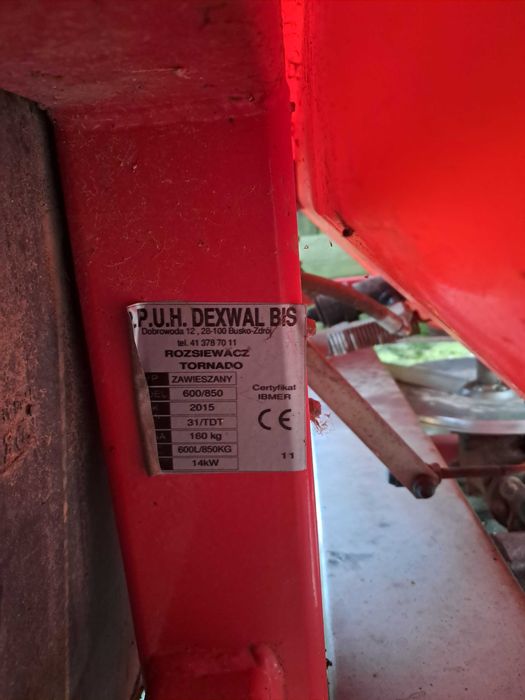 .P.U.H. DEXWAL BIS
Dobrowoda 12 , 28-100 Busko-Zdrój
tel. 41 378 70 11
ROZSIEWACZ
TORNADO
ZAWIESZANY
600/850
2015
31/TDT
160 kg
600L/850KG
14kW
Certyfikat
IBMER
CE
11